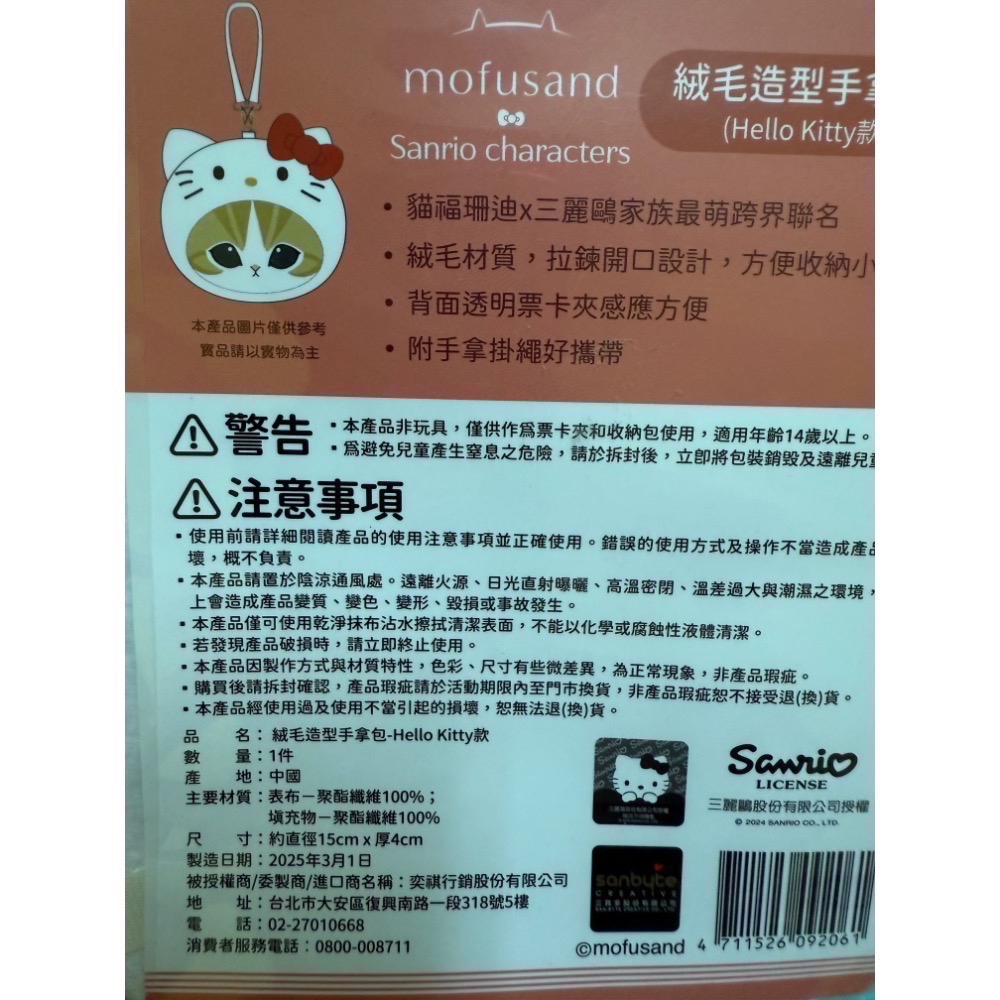 mofusand
Sanrio characters
絨毛造型手
(Hello Kitty款
• 貓福珊迪x三麗鷗家族最萌跨界聯名
• 絨毛材質，拉鍊開口設計，方便收納小
• 背面透明票卡夾感應方便
• 附手拿掛繩好攜帶
本產品圖片僅供參考
實品請以實物為主
⚠ 警告
▪本產品非玩具，僅供作爲票卡夾和收納包使用，適用年齡14歲以上。
▪爲避免兒童產生窒息之危險，請於拆封後，立即將包裝銷毀及遠離兒童
⚠ 注意事項
▪使用前請詳細閱讀產品的使用注意事項並正確使用。錯誤的使用方式及操作不當造成產品
壞，概不負責。
▪本產品請置於陰涼通風處。遠離火源、日光直射曝曬、高溫密閉、溫差過大與潮濕之環境，
上會造成產品變質、變色、變形、毀損或事故發生。
▪本產品僅可使用乾淨抹布沾水擦拭清潔表面，不能以化學或腐蝕性液體清潔。
▪若發現產品破損時，請立即終止使用。
▪本產品因製作方式與材質特性，色彩、尺寸有些微差異，為正常現象，非產品瑕疵。
▪購買後請拆封確認，產品瑕疵請於活動期限內至門市換貨，非產品瑕疵恕不接受退(換)貨。
▪本產品經使用過及使用不當引起的損壞，恕無法退(換)貨。
品　　名：絨毛造型手拿包-Hello Kitty款
數　　量：1件
產　　地：中國
主要材質：表布－聚酯纖維100%；
填充物－聚酯纖維100%
尺　　寸：約直徑15cm x 厚4cm
製造日期：2025年3月1日
被授權商/委製商/進口商名稱：奕祺行銷股份有限公司
地　　址：台北市大安區復興南路一段318號5樓
電　　話：02-27010668
消費者服務電話：0800-008711
Sanrio
LICENSE
三麗鷗股份有限公司授權
© 2024 SANRIO CO., LTD.
sanbyte
CREATIVE
©mofusand
4 711526 092061